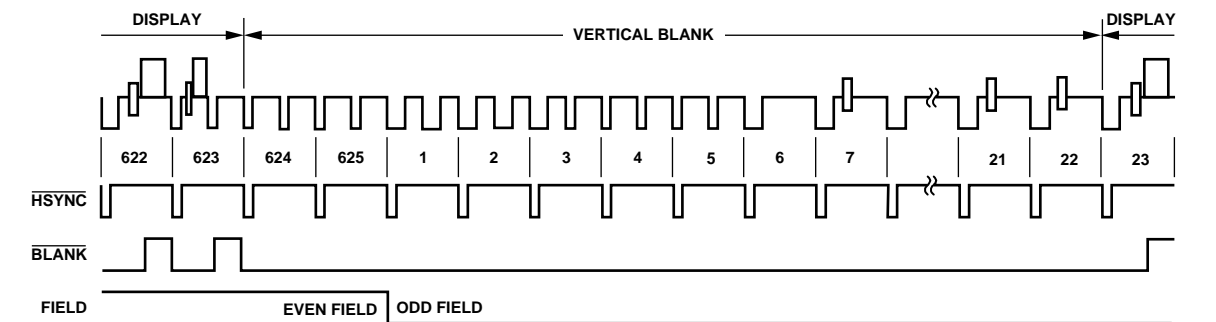 DISPLAY VERTICAL BLANK DISPLAY
622 623 624 625 1 2 3 4 5 6 7 21 22 23
HSYNC
BLANK
FIELD EVEN FIELD ODD FIELD